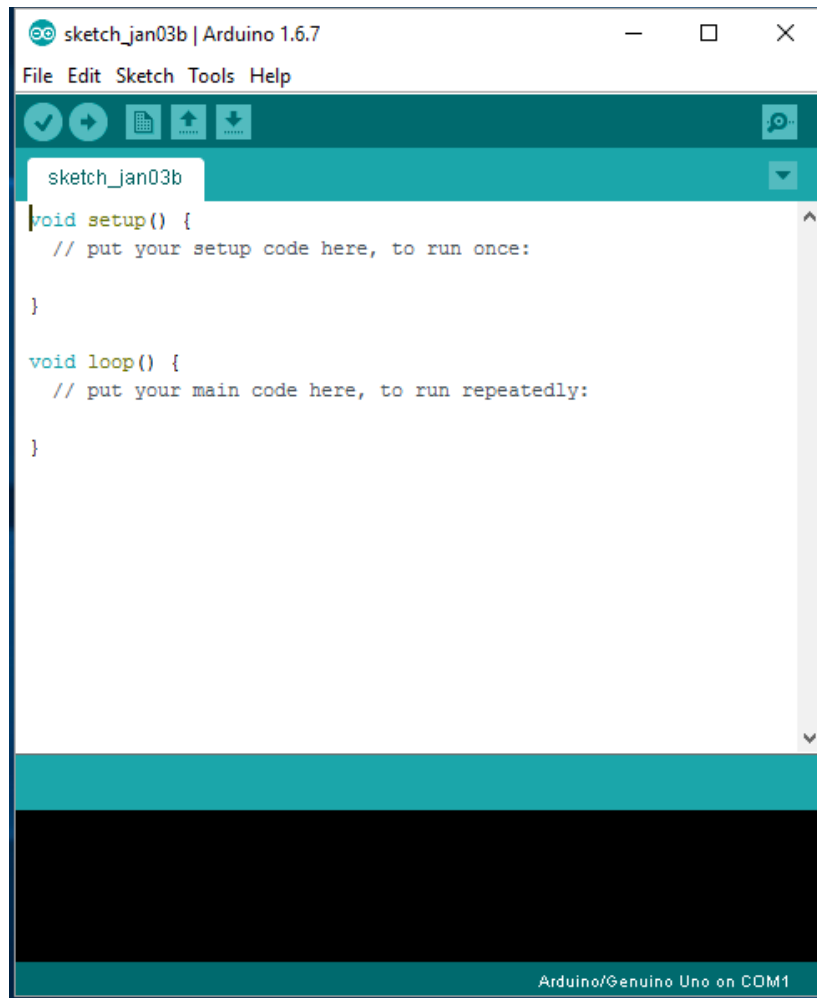 sketch_jan03b | Arduino 1.6.7
File Edit Sketch Tools Help
sketch_jan03b
void setup() {
  // put your setup code here, to run once:
}
void loop() {
  // put your main code here, to run repeatedly:
}
Arduino/Genuino Uno on COM1